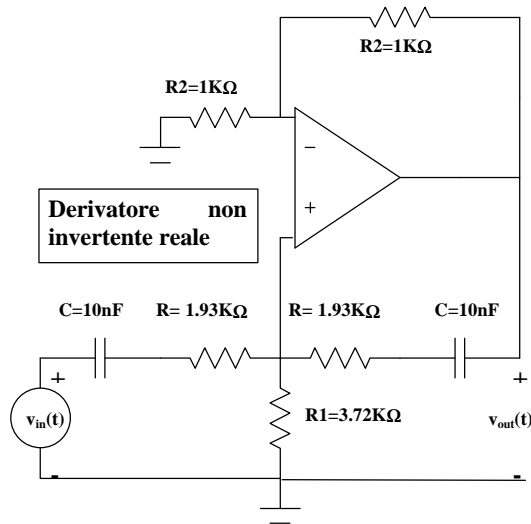 R2=1KΩ
R2=1KΩ
−
+
Derivatore non
invertente reale
C=10nF R= 1.93KΩ R= 1.93KΩ C=10nF
+ +
vin(t) R1=3.72KΩ vout(t)
- -